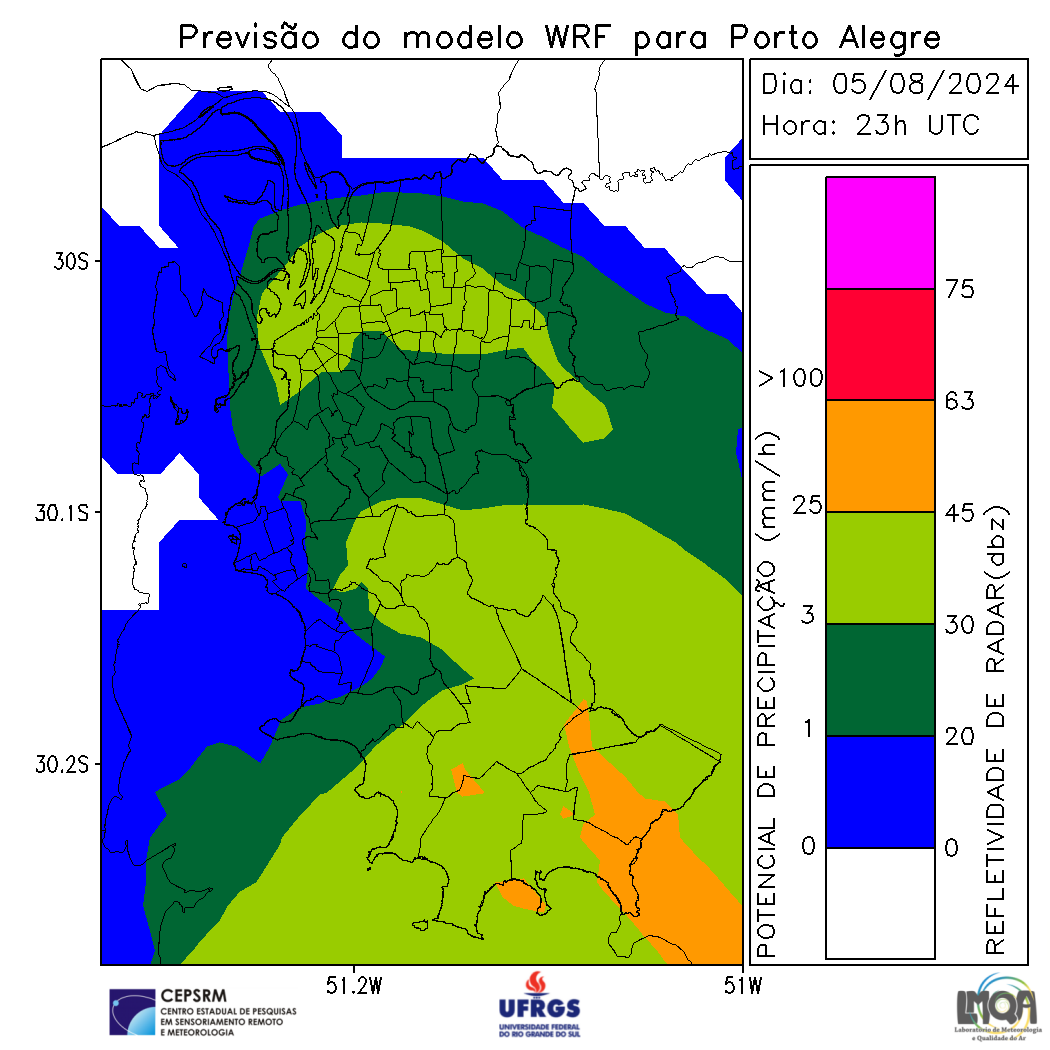 Previsão do modelo WRF para Porto Alegre
Dia: 05/08/2024
Hora: 23h UTC
30S
30.1S
30.2S
51.2W
51W
POTENCIAL DE PRECIPITAÇÃO (mm/h)
>100
25
3
1
0
75
63
45
30
20
0
REFLETIVIDADE DE RADAR(dbz)
CEPSRM
CENTRO ESTADUAL DE PESQUISAS
EM SENSORIAMENTO REMOTO
E METEOROLOGIA
UFRGS
UNIVERSIDADE FEDERAL
DO RIO GRANDE DO SUL
LMQA
Laboratório de Meteorologia
e Qualidade do Ar